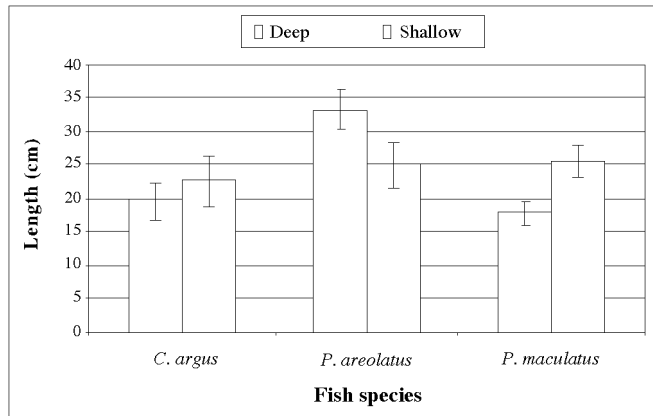 Deep Shallow
40
35
30
25
20
15
10
5
0
Length (cm)
C. argus P. areolatus P. maculatus
Fish species